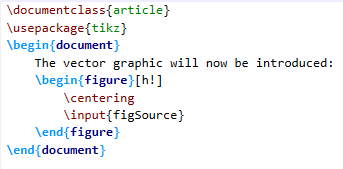 \documentclass{article}
\usepackage{tikz}
\begin{document}
The vector graphic will now be introduced:
\begin{figure}[h!]
\centering
\input{figSource}
\end{figure}
\end{document}